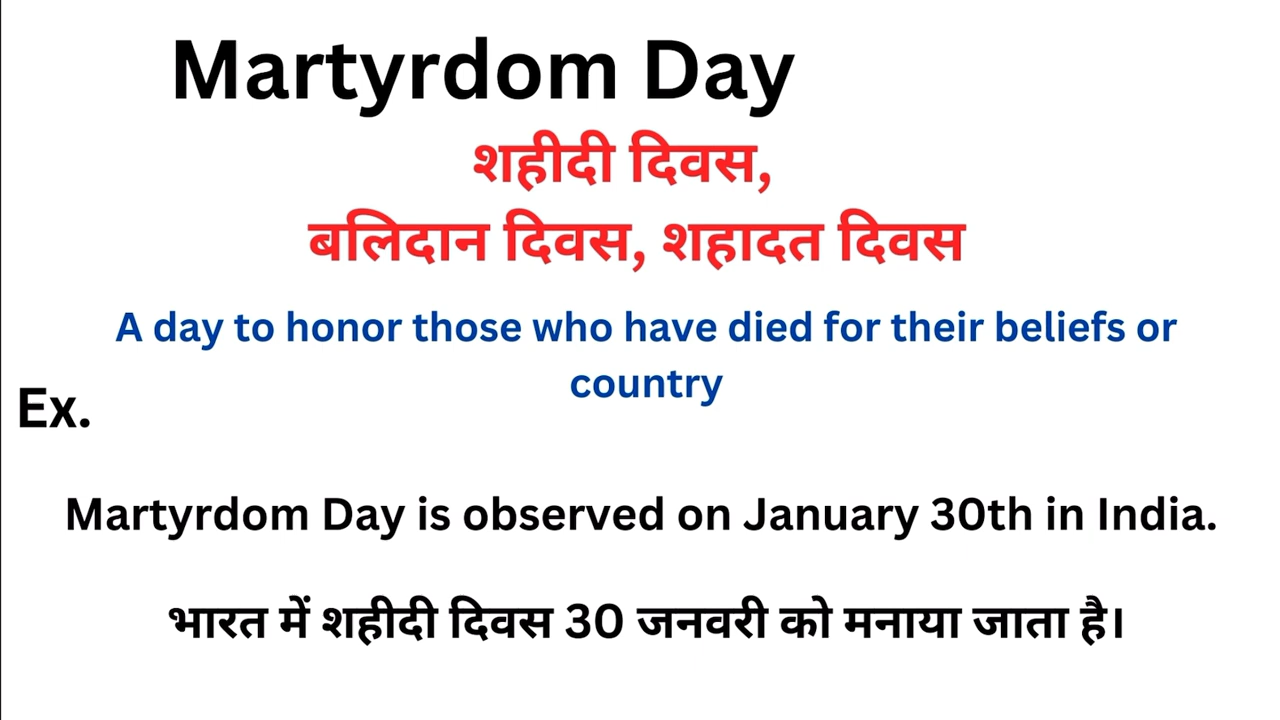 Martyrdom Day
शहीदी दिवस,
बलिदान दिवस, शहादत दिवस
A day to honor those who have died for their beliefs or
country
Ex.
Martyrdom Day is observed on January 30th in India.
भारत में शहीदी दिवस 30 जनवरी को मनाया जाता है।